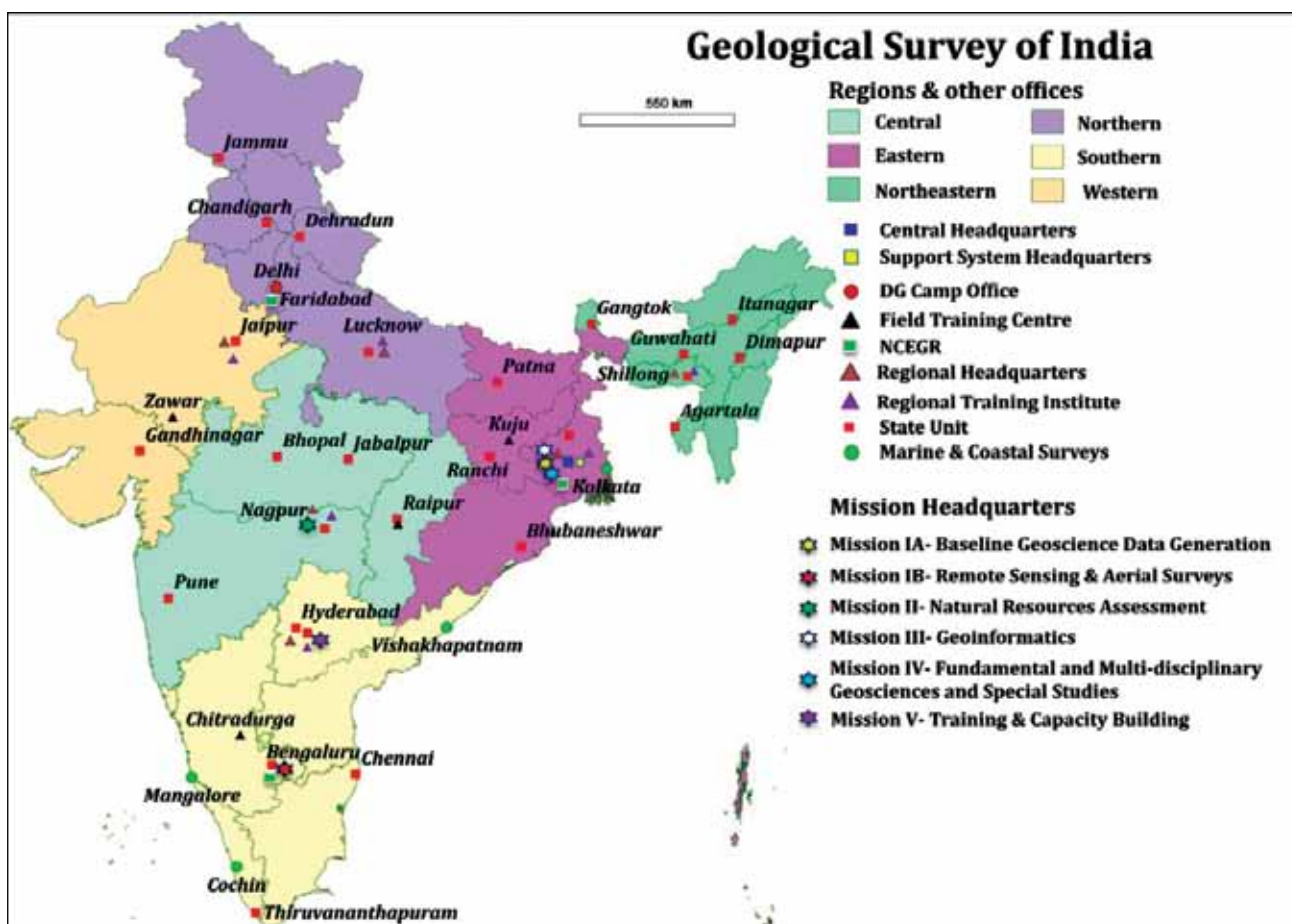 Geological Survey of India
550 km
Regions & other offices
Central
Northern
Eastern
Southern
Northeastern
Western
Central Headquarters
Support System Headquarters
DG Camp Office
Field Training Centre
NCEGR
Regional Headquarters
Regional Training Institute
State Unit
Marine & Coastal Surveys
Mission Headquarters
Mission IA- Baseline Geoscience Data Generation
Mission IB- Remote Sensing & Aerial Surveys
Mission II- Natural Resources Assessment
Mission III- Geoinformatics
Mission IV- Fundamental and Multi-disciplinary
Geosciences and Special Studies
Mission V- Training & Capacity Building
Jammu
Chandigarh
Dehradun
Delhi
Faridabad
Jaipur
Lucknow
Gangtok
Itanagar
Guwahati
Dimapur
Shillong
Patna
Zawar
Kuju
Agartala
Gandhinagar
Bhopal
Jabalpur
Ranchi
Kolkata
Nagpur
Raipur
Bhubaneshwar
Pune
Hyderabad
Vishakhapatnam
Chitradurga
Bengaluru
Chennai
Mangalore
Cochin
Thiruvananthapuram